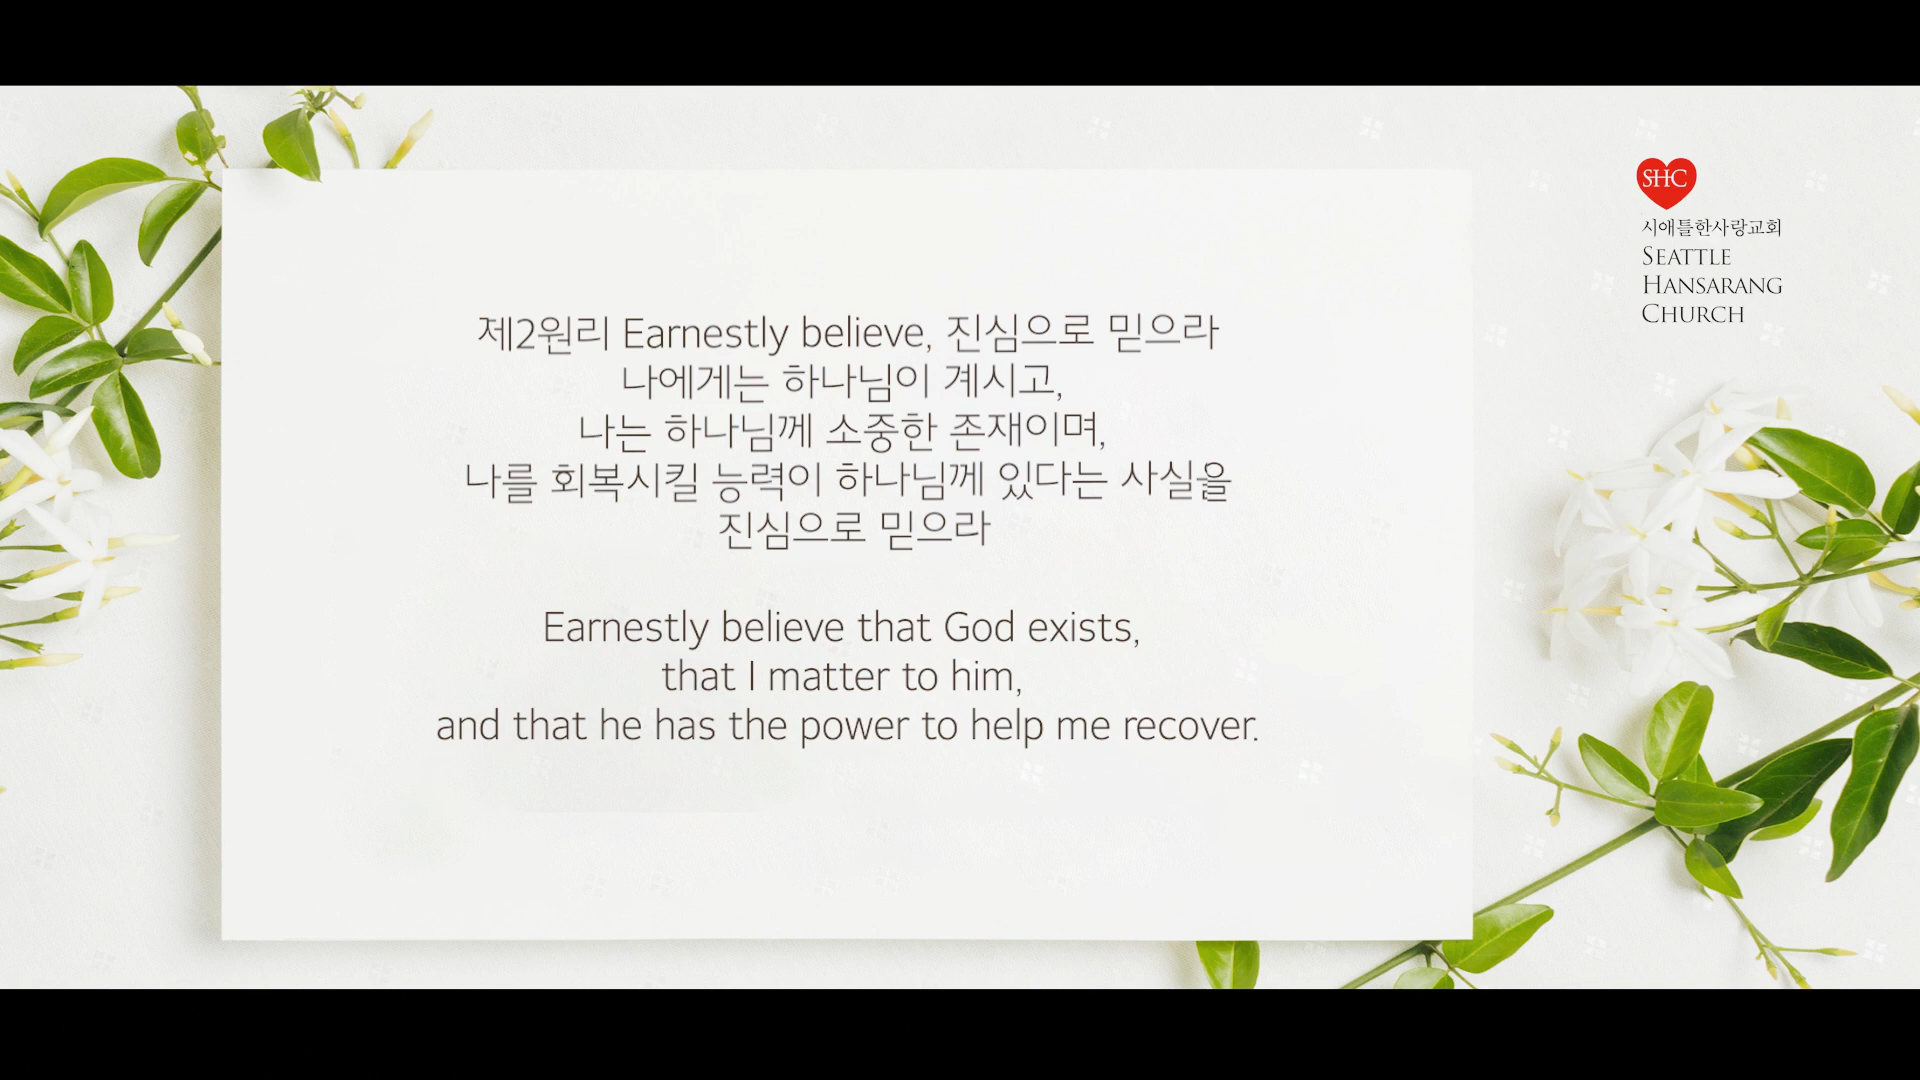 제2원리 Earnestly believe, 진심으로 믿으라
나에게는 하나님이 계시고,
나는 하나님께 소중한 존재이며,
나를 회복시킬 능력이 하나님께 있다는 사실을
진심으로 믿으라
Earnestly believe that God exists,
that I matter to him,
and that he has the power to help me recover.
SHC
시애틀한사랑교회
SEATTLE
HANSARANG
CHURCH